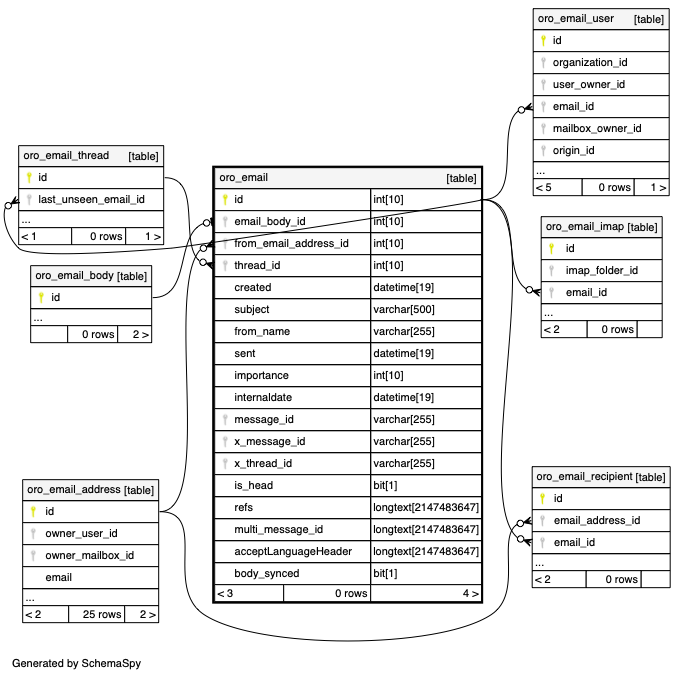 oro_email_user [table]
id
organization_id
user_owner_id
email_id
mailbox_owner_id
origin_id
...
< 5 0 rows 1 >
oro_email_thread [table]
id
last_unseen_email_id
...
< 1 0 rows 1 >
oro_email [table]
id int[10]
email_body_id int[10]
from_email_address_id int[10]
thread_id int[10]
created datetime[19]
subject varchar[500]
from_name varchar[255]
sent datetime[19]
importance int[10]
internaldate datetime[19]
message_id varchar[255]
x_message_id varchar[255]
x_thread_id varchar[255]
is_head bit[1]
refs longtext[2147483647]
multi_message_id longtext[2147483647]
acceptLanguageHeader longtext[2147483647]
body_synced bit[1]
< 3 0 rows 4 >
oro_email_imap [table]
id
imap_folder_id
email_id
...
< 2 0 rows
oro_email_body [table]
id
...
0 rows 2 >
oro_email_address [table]
id
owner_user_id
owner_mailbox_id
email
...
< 2 25 rows 2 >
oro_email_recipient [table]
id
email_address_id
email_id
...
< 2 0 rows
Generated by SchemaSpy